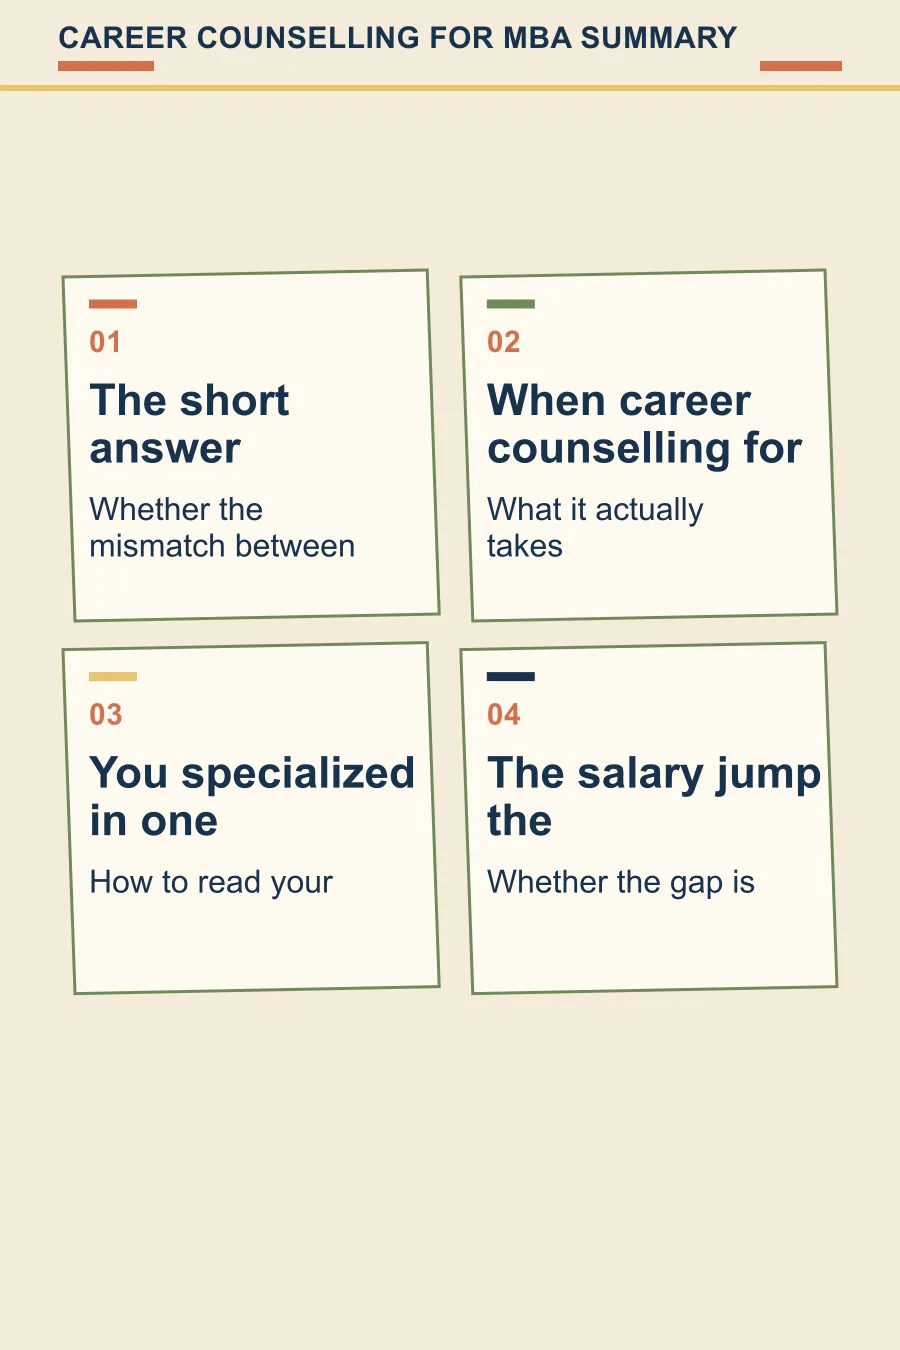 CAREER COUNSELLING FOR MBA SUMMARY
01
The short
answer
Whether the
mismatch between
02
When career
counselling for
What it actually
takes
03
You specialized
in one
How to read your
04
The salary jump
the
Whether the gap is